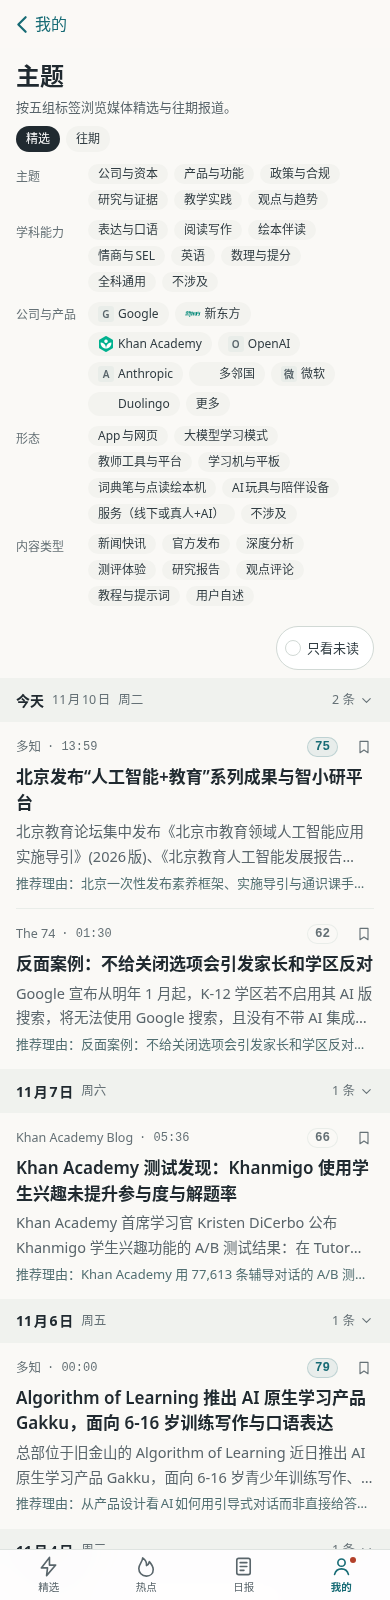 我的
主题
按五组标签浏览媒体精选与往期报道。
精选 往期
主题 公司与资本 产品与功能 政策与合规
研究与证据 教学实践 观点与趋势
学科能力 表达与口语 阅读写作 绘本伴读
情商与 SEL 英语 数理与提分
全科通用 不涉及
公司与产品 G Google 新东方
Khan Academy O OpenAI
A Anthropic 多邻国 微 微软
Duolingo 更多
形态 App 与网页 大模型学习模式
教师工具与平台 学习机与平板
词典笔与点读绘本机 AI 玩具与陪伴设备
服务（线下或真人+AI） 不涉及
内容类型 新闻快讯 官方发布 深度分析
测评体验 研究报告 观点评论
教程与提示词 用户自述
只看未读
今天 11月10日 周二 2 条
多知 · 13:59 75
北京发布“人工智能+教育”系列成果与智小研平
台
北京教育论坛集中发布《北京市教育领域人工智能应用
实施导引》(2026版)、《北京教育人工智能发展报告...
推荐理由：北京一次性发布素养框架、实施导引与通识课手...
The 74 · 01:30 62
反面案例：不给关闭选项会引发家长和学区反对
Google 宣布从明年 1 月起，K-12 学区若不启用其 AI 版
搜索，将无法使用 Google 搜索，且没有不带 AI 集成...
推荐理由：反面案例：不给关闭选项会引发家长和学区反对...
11月7日 周六 1 条
Khan Academy Blog · 05:36 66
Khan Academy 测试发现：Khanmigo 使用学
生兴趣未提升参与度与解题率
Khan Academy 首席学习官 Kristen DiCerbo 公布
Khanmigo 学生兴趣功能的 A/B 测试结果：在 Tutor...
推荐理由：Khan Academy 用 77,613 条辅导对话的 A/B 测...
11月6日 周五 1 条
多知 · 00:00 79
Algorithm of Learning 推出 AI 原生学习产品
Gakku，面向 6-16 岁训练写作与口语表达
总部位于旧金山的 Algorithm of Learning 近日推出 AI
原生学习产品 Gakku，面向 6-16 岁青少年训练写作、...
推荐理由：从产品设计看 AI 如何用引导式对话而非直接给答...
精选 热点 日报 我的